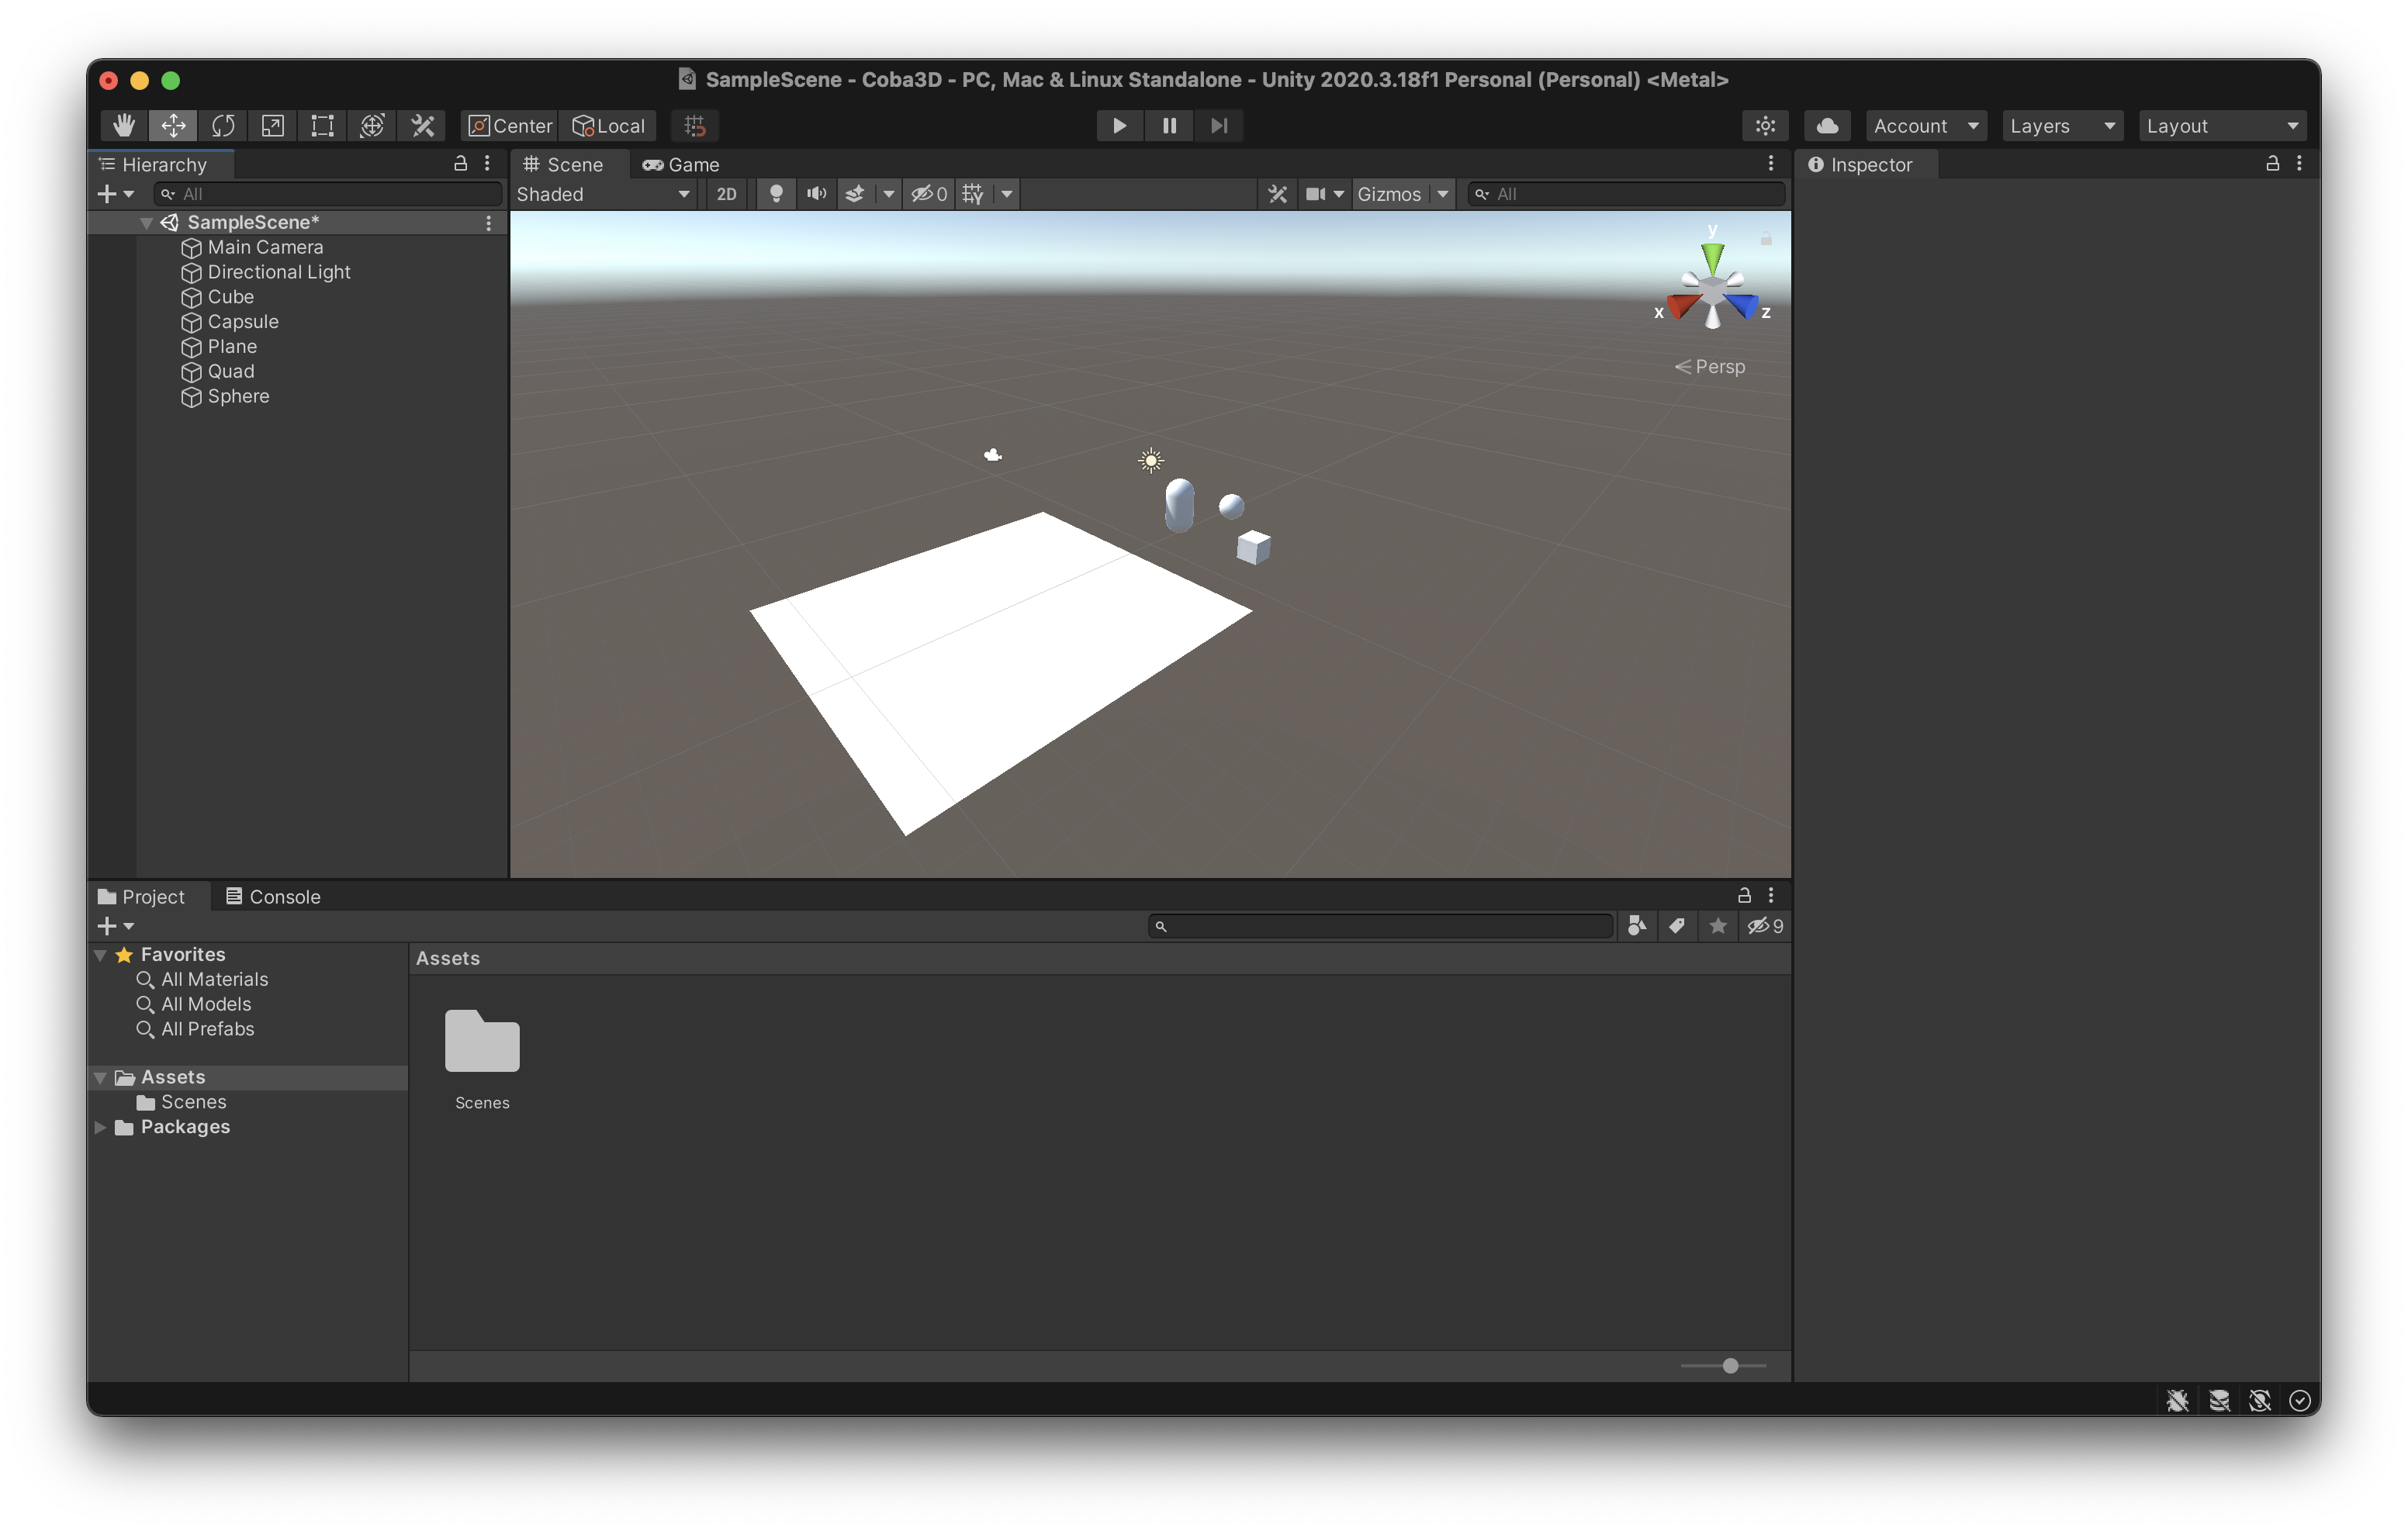 SampleScene - Coba3D - PC, Mac & Linux Standalone - Unity 2020.3.18f1 Personal (Personal) <Metal>
Center Local Account Layers Layout
Hierarchy
All
SampleScene*
Main Camera
Directional Light
Cube
Capsule
Plane
Quad
Sphere
Scene Game
Shaded 2D 0 Gizmos All
y
x z
Persp
Inspector
Project Console
9
Favorites
All Materials
All Models
All Prefabs
Assets
Scenes
Packages
Assets
Scenes